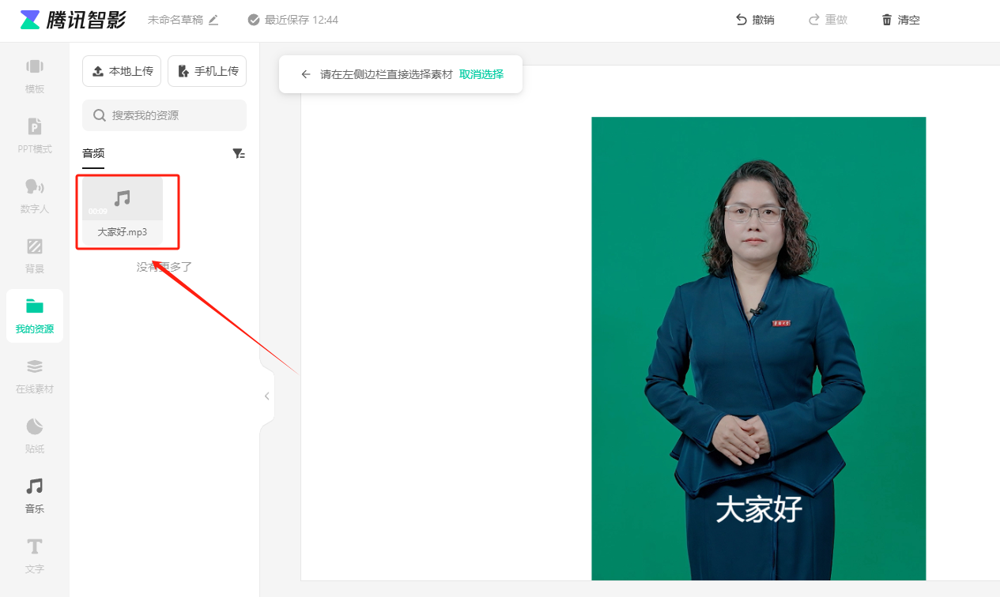 腾讯智影
未命名草稿
最近保存 12:44
撤销
重做
清空
模板
PPT模式
数字人
背景
我的资源
在线素材
贴纸
音乐
文字
本地上传
手机上传
搜索我的资源
音频
00:09
大家好.mp3
没有更多了
请在左侧边栏直接选择素材 取消选择
大家好